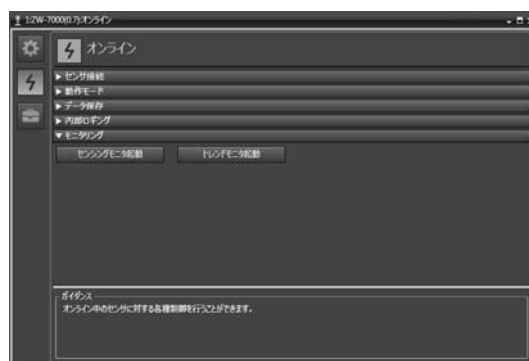 1:ZW-7000(0.7):オンライン
オンライン
▶ センサ接続
▶ 動作モード
▶ データ保存
▶ 内部ロギング
▼ モニタリング
センシングモニタ起動
トレンドモニタ起動
ガイダンス
オンライン中のセンサに対する各種制御を行うことができます。